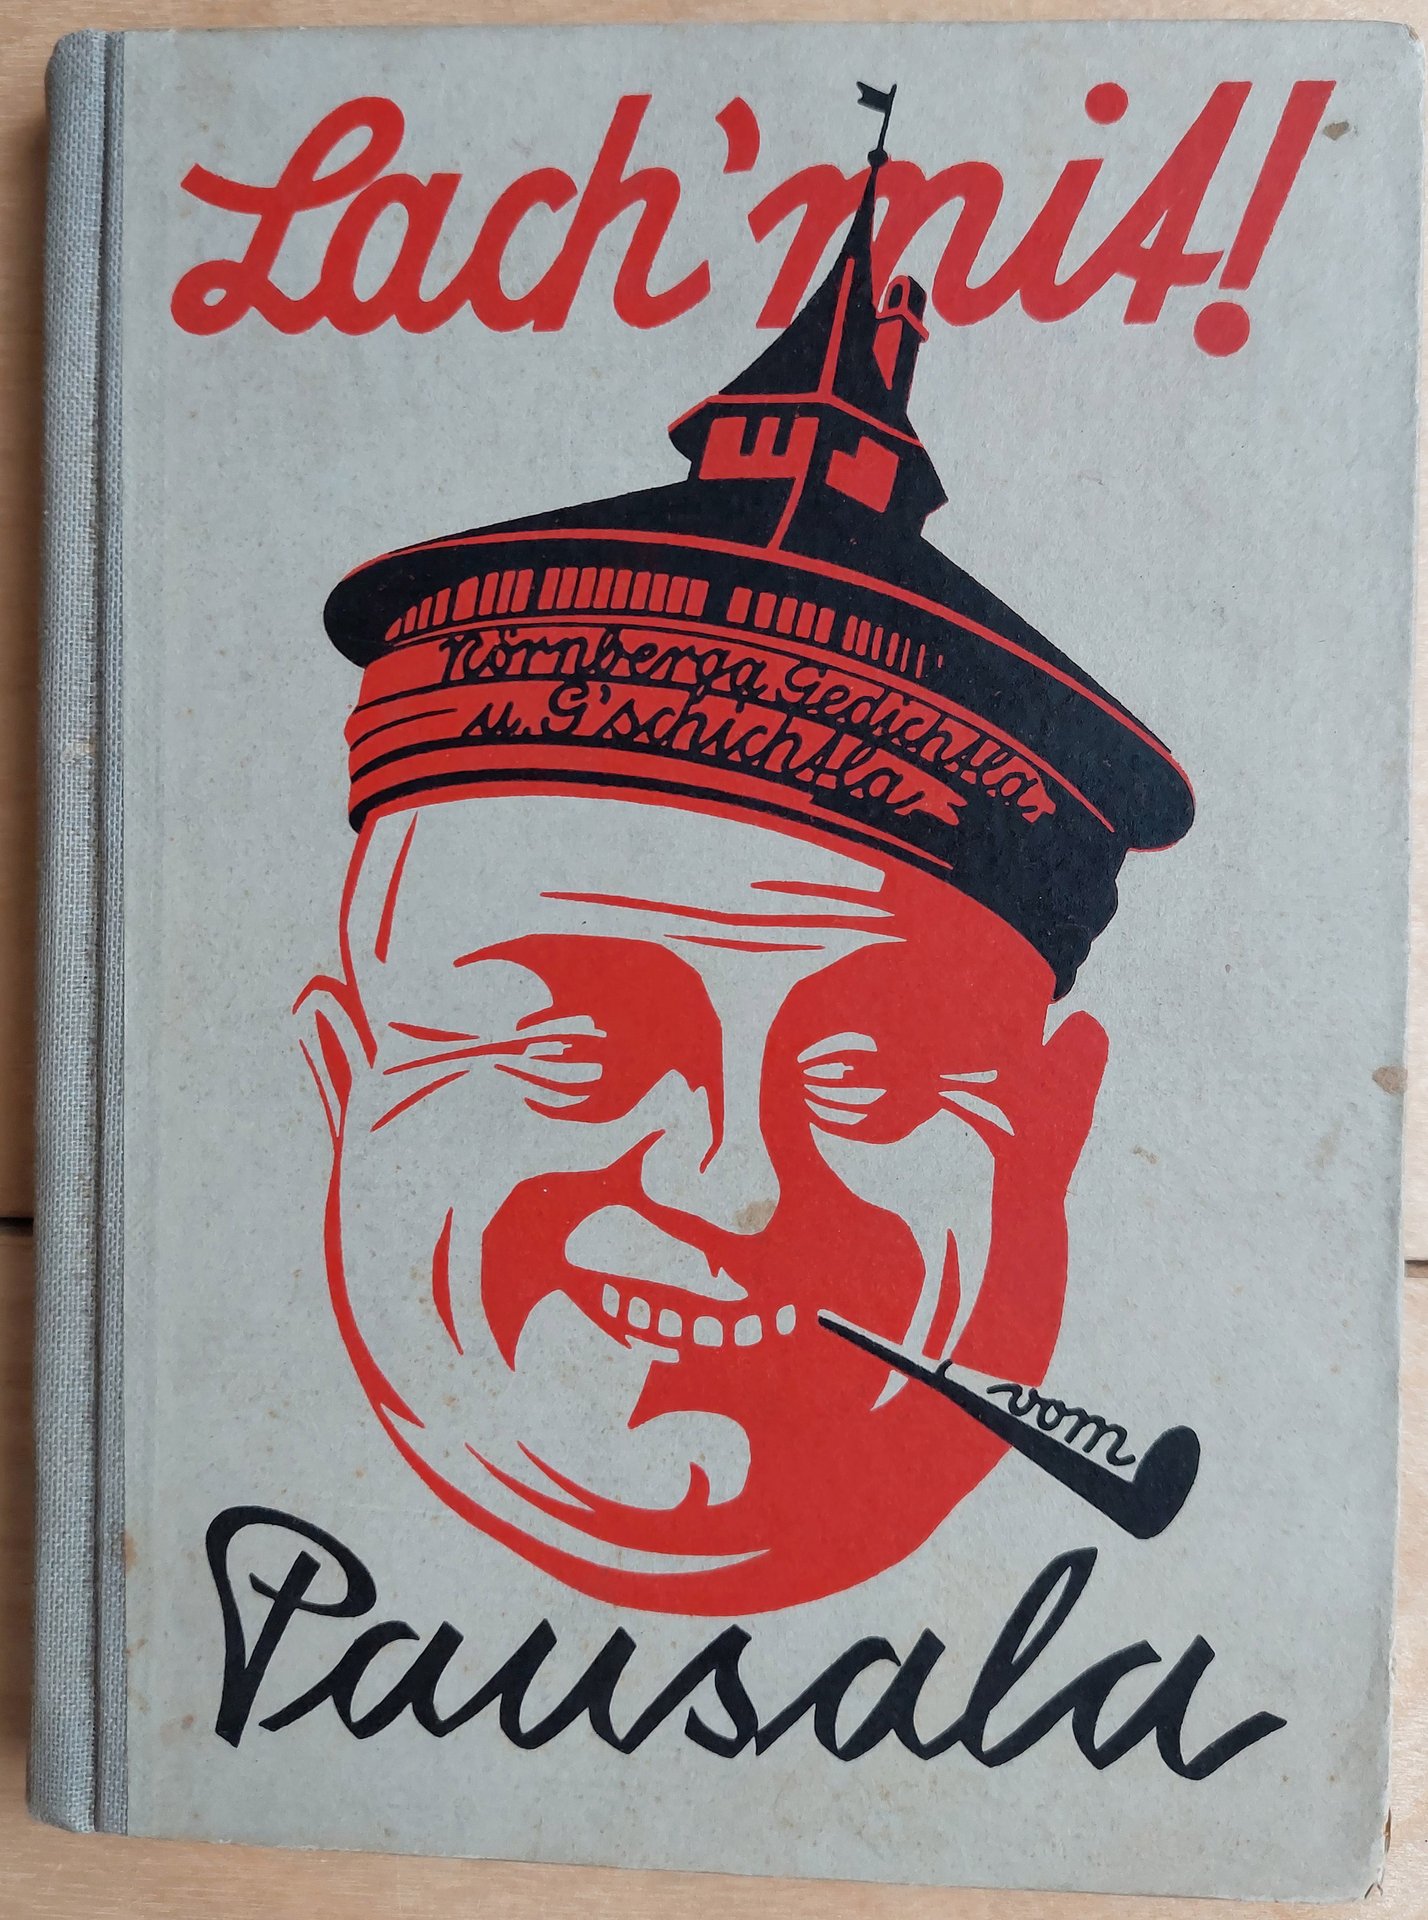 Lach' mit!
Nörnberga Gedichtla
u. G'schichtla
vom
Pausala